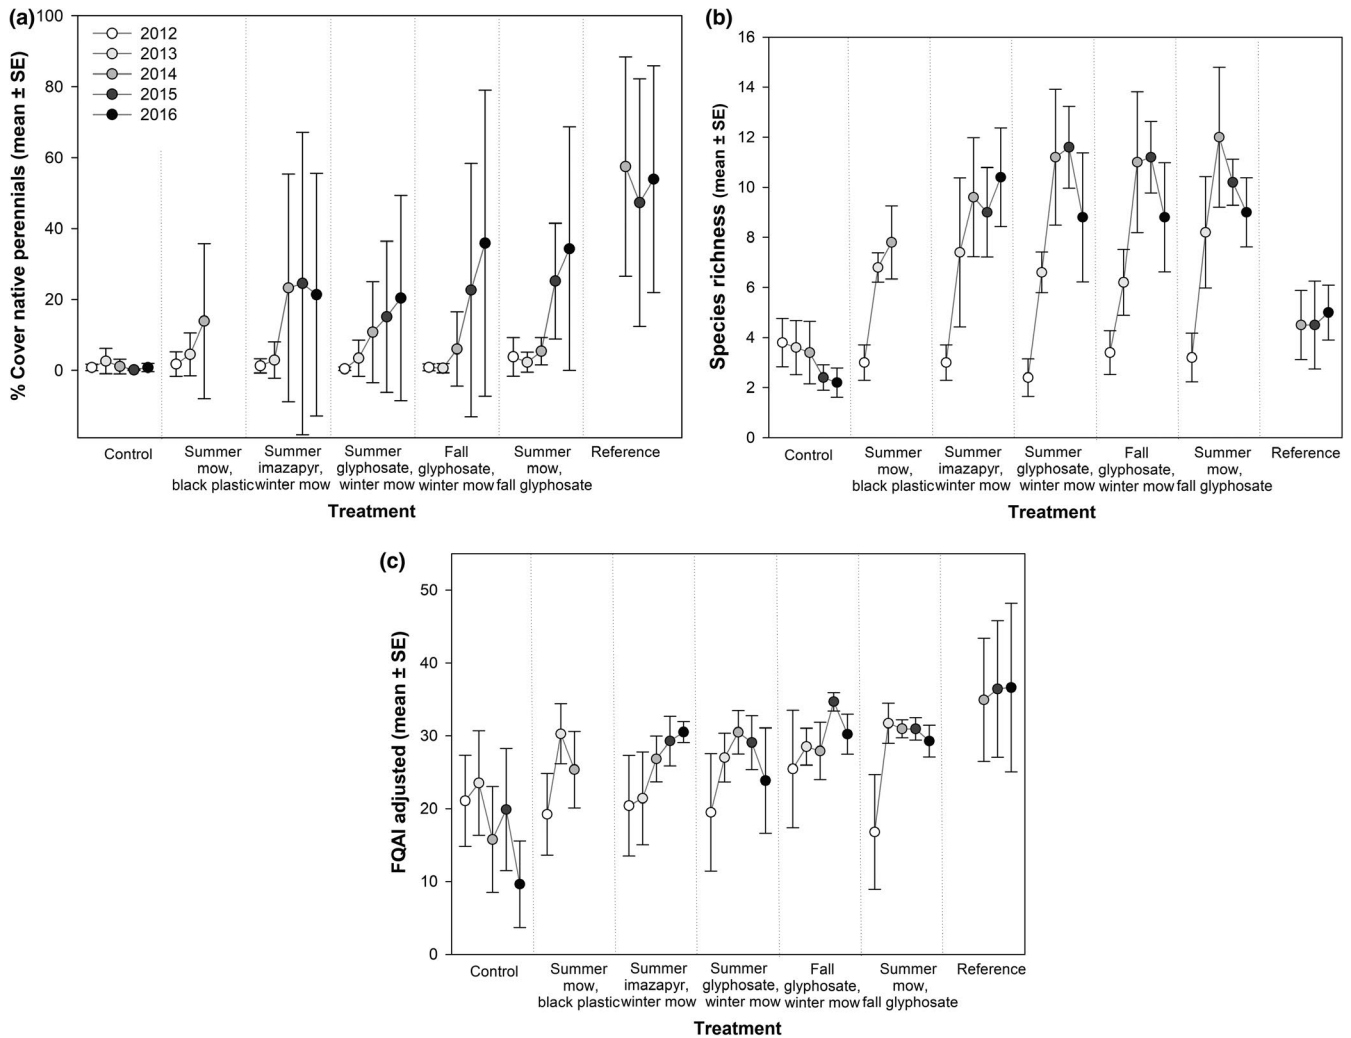 (a)
100
80
60
40
20
0
% Cover native perennials (mean ± SE)
2012
2013
2014
2015
2016
Control
Summer
mow,
black plastic
Summer
imazapyr,
winter mow
Summer
glyphosate,
winter mow
Fall
glyphosate,
winter mow
Summer
mow,
fall glyphosate
Reference
Treatment
(b)
16
14
12
10
8
6
4
2
0
Species richness (mean ± SE)
Control
Summer
mow,
black plastic
Summer
imazapyr,
winter mow
Summer
glyphosate,
winter mow
Fall
glyphosate,
winter mow
Summer
mow,
fall glyphosate
Reference
Treatment
(c)
50
40
30
20
10
0
FQAI adjusted (mean ± SE)
Control
Summer
mow,
black plastic
Summer
imazapyr,
winter mow
Summer
glyphosate,
winter mow
Fall
glyphosate,
winter mow
Summer
mow,
fall glyphosate
Reference
Treatment